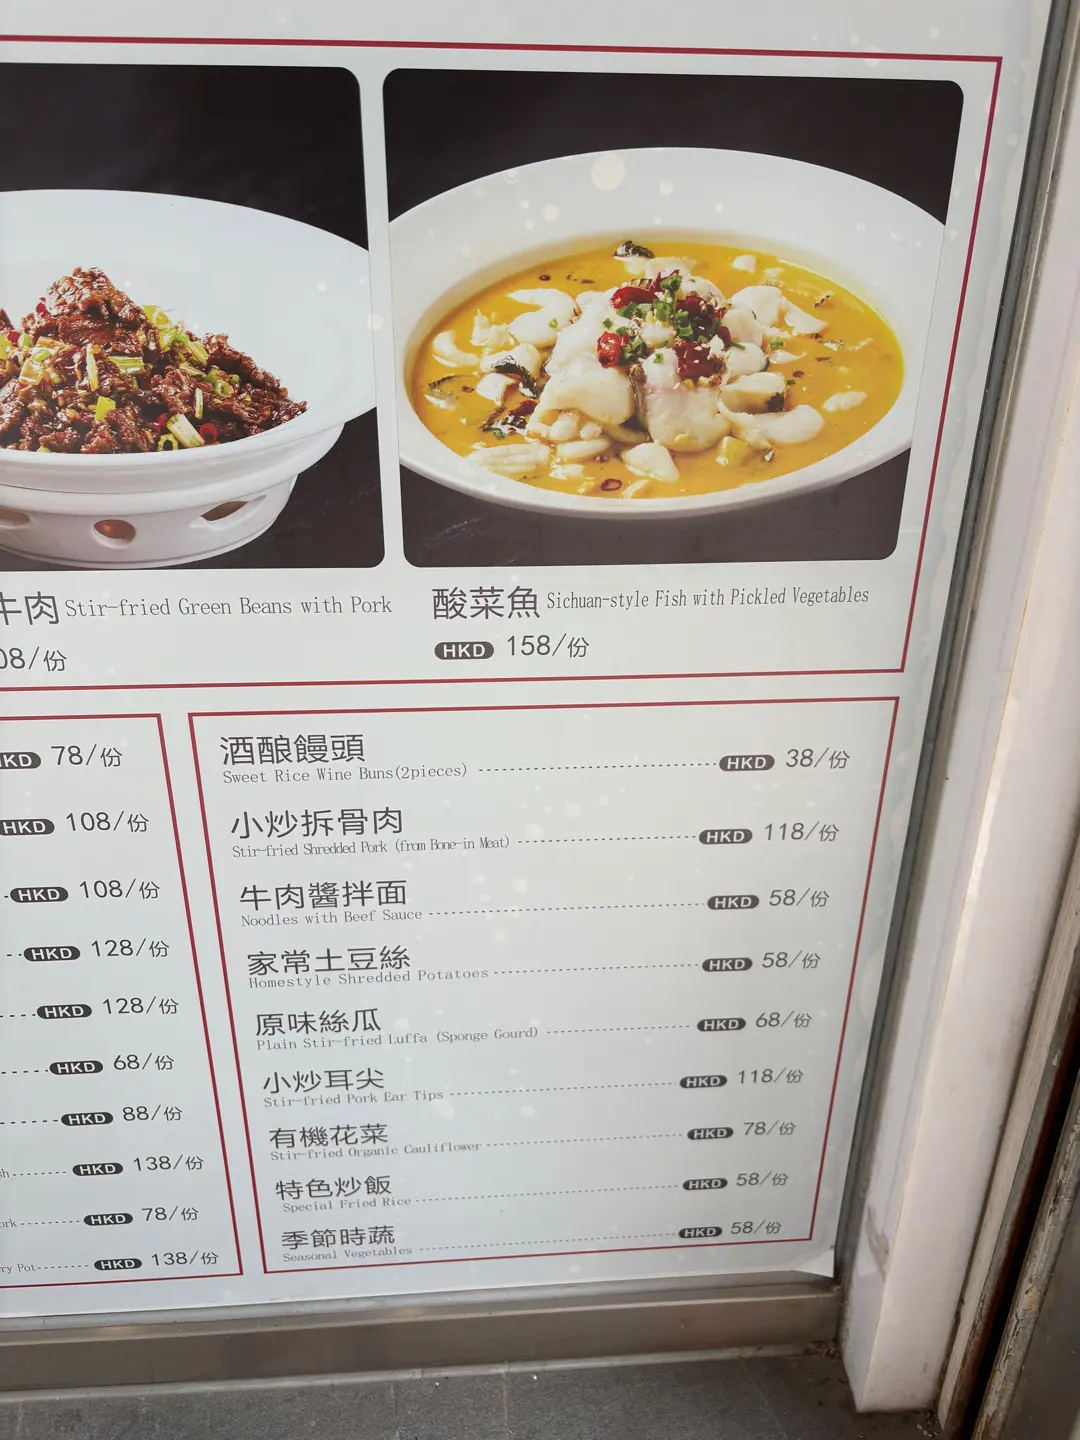 牛肉 Stir-fried Green Beans with Pork
08/份
酸菜魚 Sichuan-style Fish with Pickled Vegetables
HKD 158/份
HKD 78/份
HKD 108/份
HKD 108/份
HKD 128/份
HKD 128/份
HKD 68/份
HKD 88/份
HKD 138/份
HKD 78/份
ry Pot HKD 138/份
酒酿饅頭
Sweet Rice Wine Buns(2pieces) HKD 38/份
小炒拆骨肉
Stir-fried Shredded Pork (from Bone-in Meat) HKD 118/份
牛肉醬拌面
Noodles with Beef Sauce HKD 58/份
家常土豆絲
Homestyle Shredded Potatoes HKD 58/份
原味絲瓜
Plain Stir-fried Luffa (Sponge Gourd) HKD 68/份
小炒耳尖
Stir-fried Pork Ear Tips HKD 118/份
有機花菜
Stir-fried Organic Cauliflower HKD 78/份
特色炒飯
Special Fried Rice HKD 58/份
季節時蔬
Seasonal Vegetables HKD 58/份